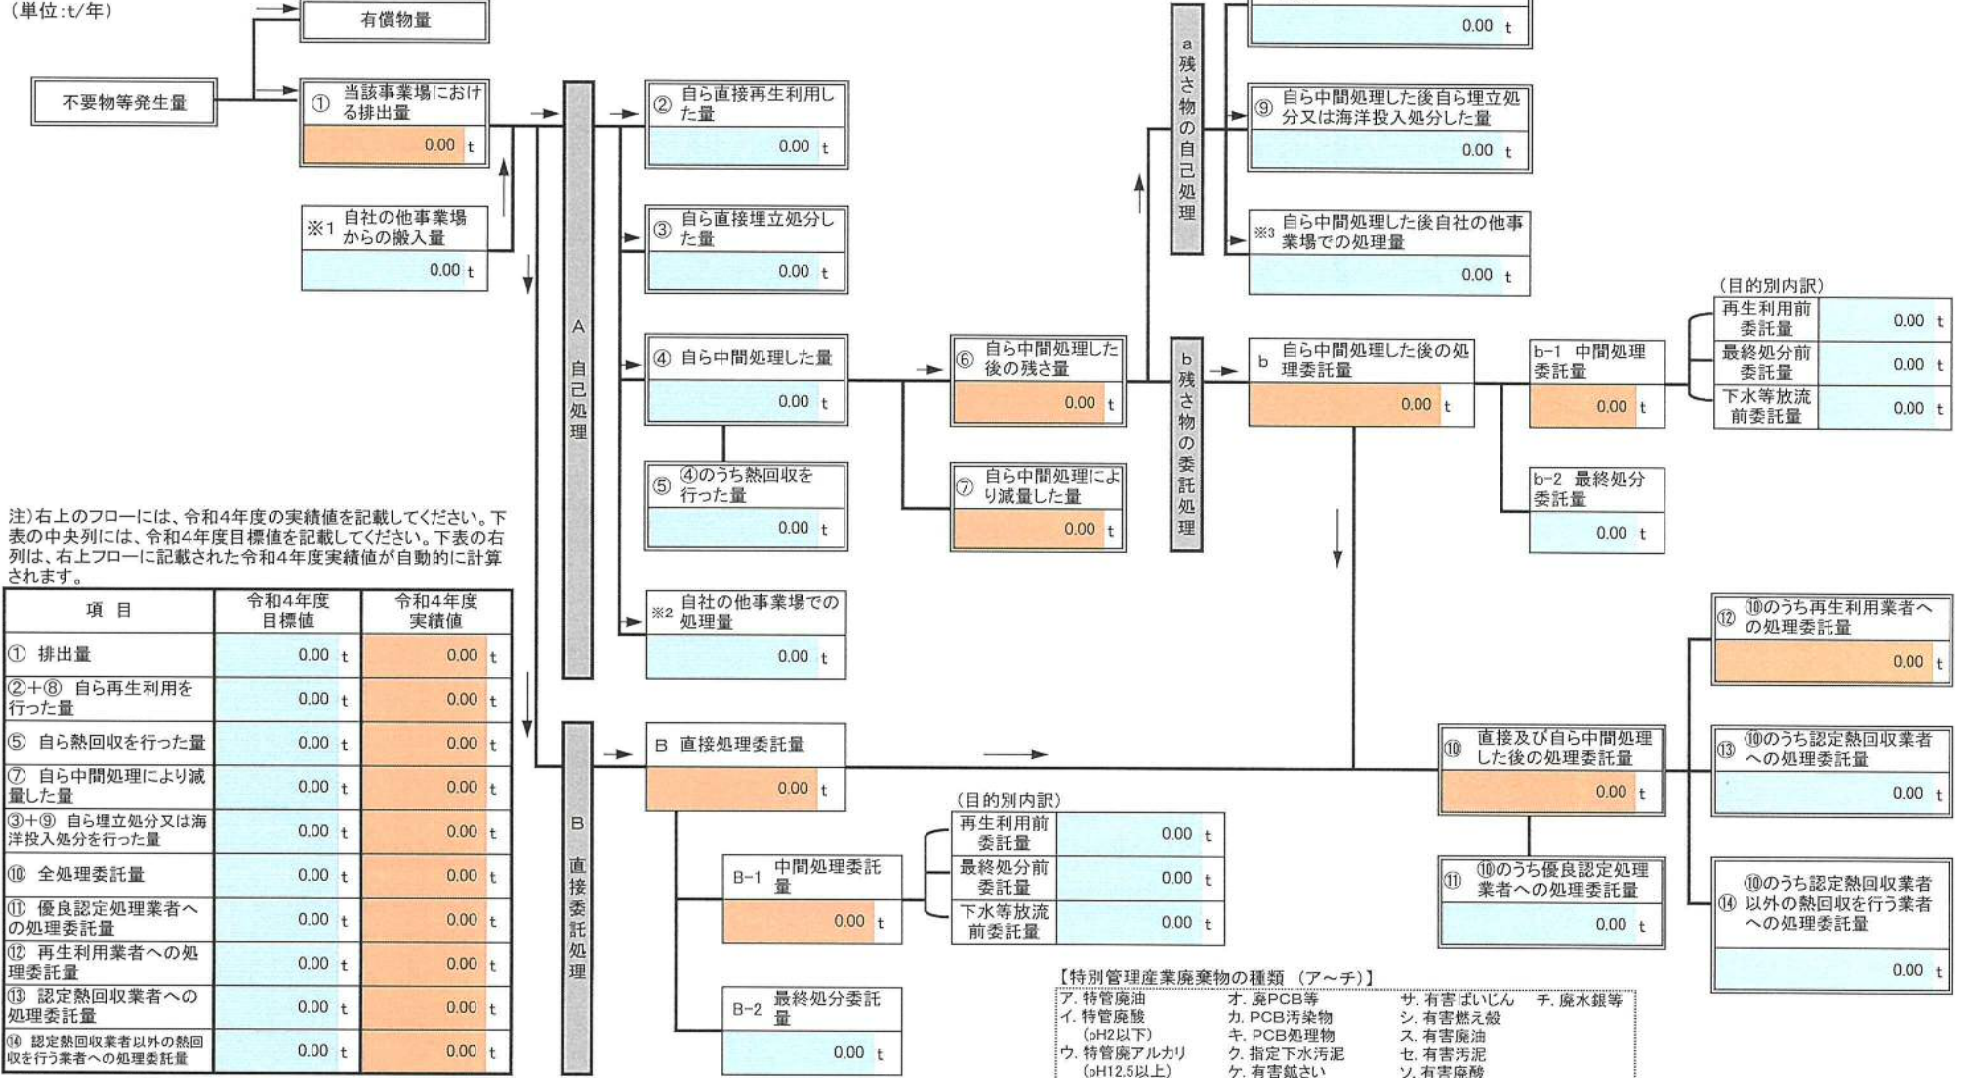 (単位:t/年)
有償物量
不要物等発生量
① 当該事業場におけ
る排出量
0.00 t
※1 自社の他事業場
からの搬入量
0.00 t
A 自己処理
② 自ら直接再生利用し
た量
0.00 t
③ 自ら直接埋立処分し
た量
0.00 t
④ 自ら中間処理した量
0.00 t
⑤ ④のうち熱回収を
行った量
0.00 t
※2 自社の他事業場での
処理量
0.00 t
⑥ 自ら中間処理した
後の残さ量
0.00 t
⑦ 自ら中間処理によ
り減量した量
0.00 t
a 残さ物の自己処理
0.00 t
⑨ 自ら中間処理した後自ら埋立処
分又は海洋投入処分した量
0.00 t
※3 自ら中間処理した後自社の他事
業場での処理量
0.00 t
b 残さ物の委託処理
b 自ら中間処理した後の処
理委託量
0.00 t
b-1 中間処理
委託量
0.00 t
(目的別内訳)
再生利用前
委託量 0.00 t
最終処分前
委託量 0.00 t
下水等放流
前委託量 0.00 t
b-2 最終処分
委託量
0.00 t
注)右上のフローには、令和4年度の実績値を記載してください。下
表の中央列には、令和4年度目標値を記載してください。下表の右
列は、右上フローに記載された令和4年度実績値が自動的に計算
されます。
項 目 令和4年度
目標値 令和4年度
実績値
① 排出量 0.00 t 0.00 t
②+⑧ 自ら再生利用を
行った量 0.00 t 0.00 t
⑤ 自ら熱回収を行った量 0.00 t 0.00 t
⑦ 自ら中間処理により減
量した量 0.00 t 0.00 t
③+⑨ 自ら埋立処分又は海
洋投入処分を行った量 0.00 t 0.00 t
⑩ 全処理委託量 0.00 t 0.00 t
⑪ 優良認定処理業者へ
の処理委託量 0.00 t 0.00 t
⑫ 再生利用業者への処
理委託量 0.00 t 0.00 t
⑬ 認定熱回収業者への
処理委託量 0.00 t 0.00 t
⑭ 認定熱回収業者以外の熱回
収を行う業者への処理委託量 0.00 t 0.00 t
B 直接委託処理
B 直接処理委託量
0.00 t
B-1 中間処理委託
量
0.00 t
(目的別内訳)
再生利用前
委託量 0.00 t
最終処分前
委託量 0.00 t
下水等放流
前委託量 0.00 t
B-2 最終処分委託
量
0.00 t
⑩ 直接及び自ら中間処理
した後の処理委託量
0.00 t
⑪ ⑩のうち優良認定処理
業者への処理委託量
0.00 t
⑫ ⑩のうち再生利用業者へ
の処理委託量
0.00 t
⑬ ⑩のうち認定熱回収業者
への処理委託量
0.00 t
⑭ ⑩のうち認定熱回収業者
以外の熱回収を行う業者
への処理委託量
0.00 t
【特別管理産業廃棄物の種類 (ア~チ)】
ア. 特管廃油 オ. 廃PCB等 サ. 有害ばいじん チ. 廃水銀等
イ. 特管廃酸 カ. PCB汚染物 シ. 有害燃え殻
(pH2以下) キ. PCB処理物 ス. 有害廃油
ウ. 特管廃アルカリ ク. 指定下水汚泥 セ. 有害汚泥
(pH12.5以上) ケ. 有害鉱さい ソ. 有害廃酸